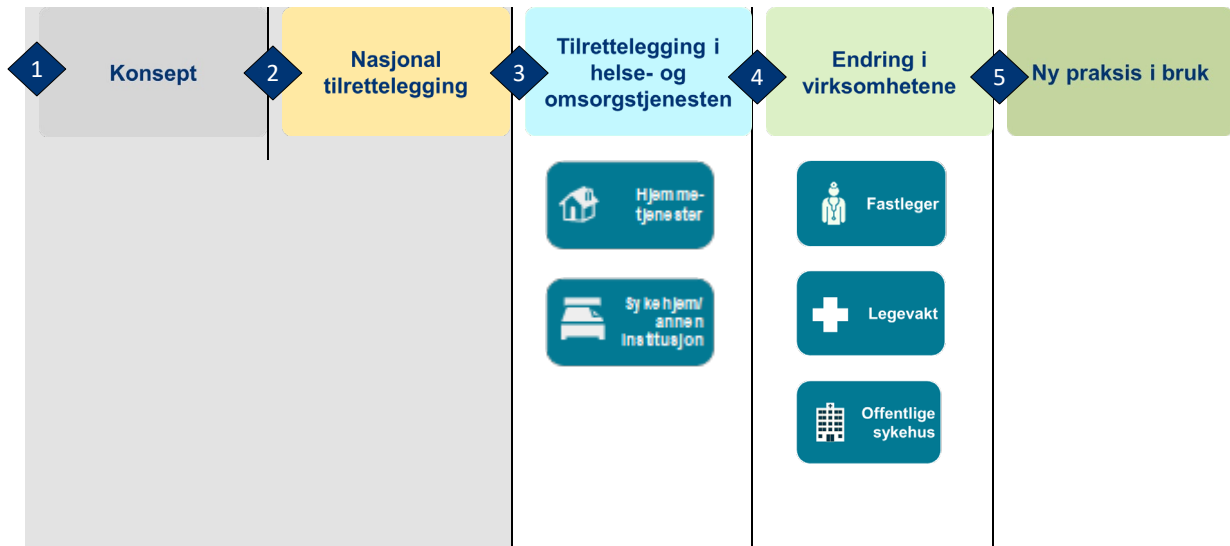 1
Konsept
2
Nasjonal
tilrettelegging
3
Tilrettelegging i
helse- og
omsorgstjenesten
4
Endring i
virksomhetene
5
Ny praksis i bruk
Hjemme-
tjenester
Sykehjem/
annen
institusjon
Fastleger
Legevakt
Offentlige
sykehus